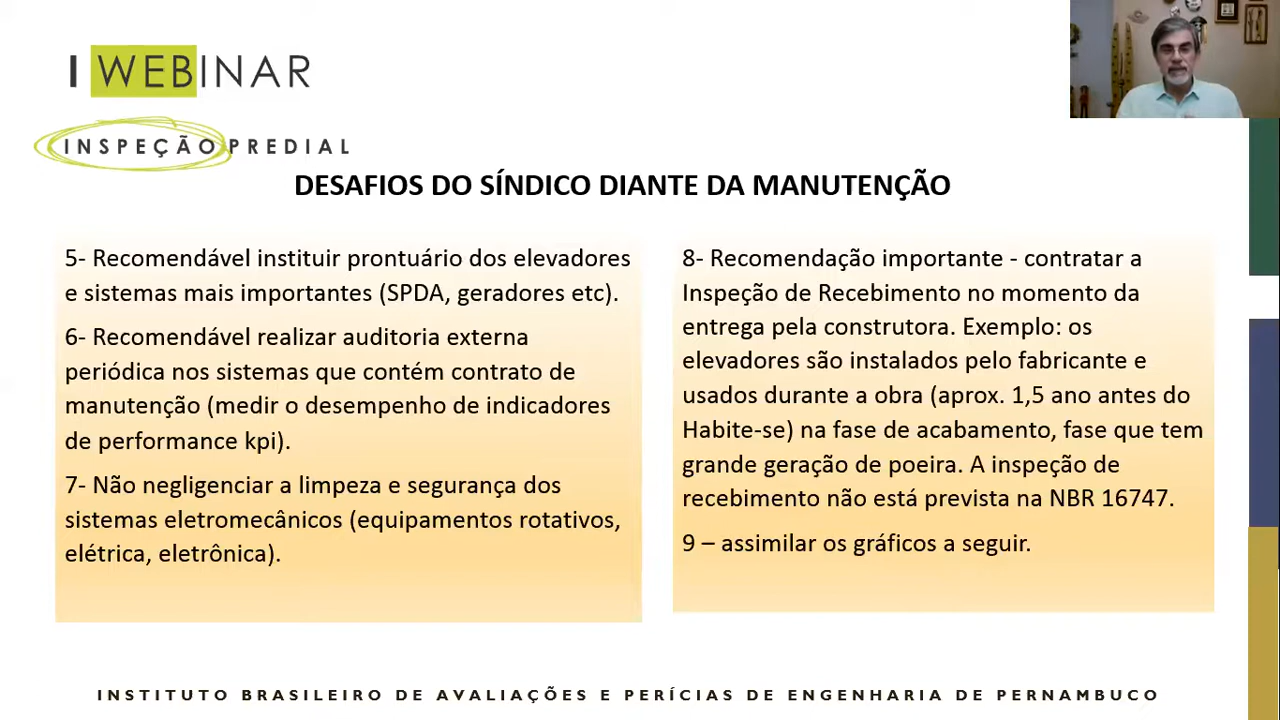 I WEBINAR
INSPEÇÃO PREDIAL
DESAFIOS DO SÍNDICO DIANTE DA MANUTENÇÃO
5- Recomendável instituir prontuário dos elevadores
e sistemas mais importantes (SPDA, geradores etc).
6- Recomendável realizar auditoria externa
periódica nos sistemas que contém contrato de
manutenção (medir o desempenho de indicadores
de performance kpi).
7- Não negligenciar a limpeza e segurança dos
sistemas eletromecânicos (equipamentos rotativos,
elétrica, eletrônica).
8- Recomendação importante - contratar a
Inspeção de Recebimento no momento da
entrega pela construtora. Exemplo: os
elevadores são instalados pelo fabricante e
usados durante a obra (aprox. 1,5 ano antes do
Habite-se) na fase de acabamento, fase que tem
grande geração de poeira. A inspeção de
recebimento não está prevista na NBR 16747.
9 – assimilar os gráficos a seguir.
INSTITUTO BRASILEIRO DE AVALIAÇÕES E PERÍCIAS DE ENGENHARIA DE PERNAMBUCO